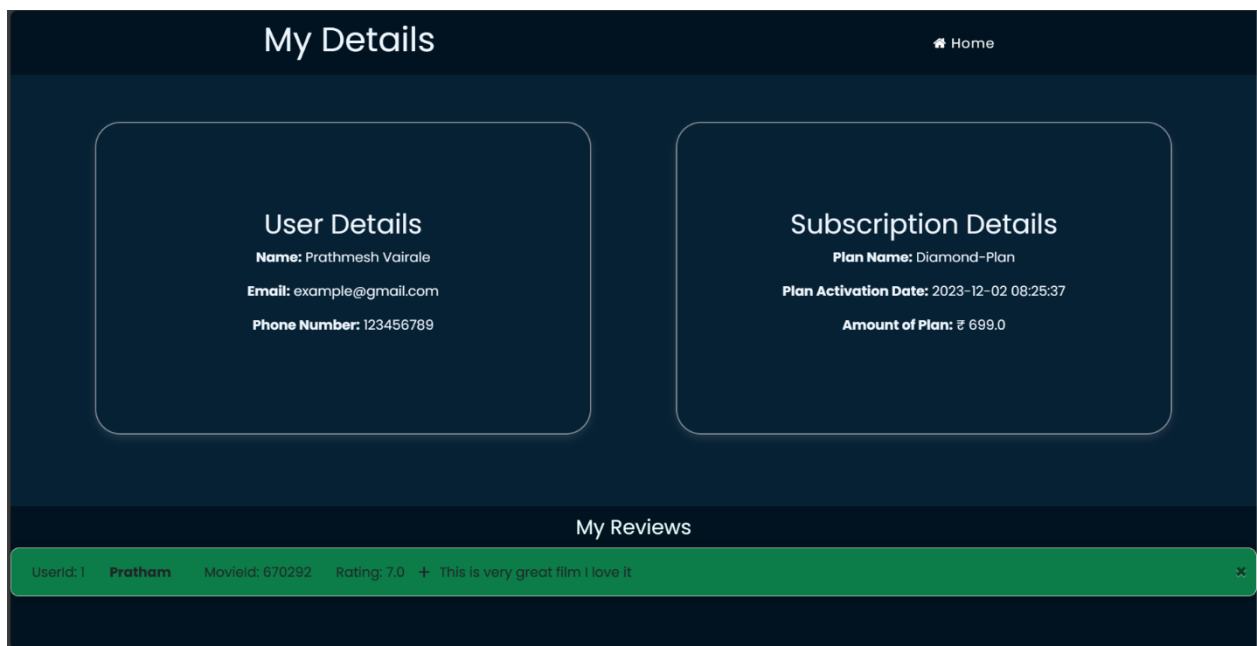 My Details
Home
User Details
Name: Prathmesh Vairale
Email: example@gmail.com
Phone Number: 123456789
Subscription Details
Plan Name: Diamond-Plan
Plan Activation Date: 2023-12-02 08:25:37
Amount of Plan: ₹ 699.0
My Reviews
UserId: 1 Pratham MovieId: 670292 Rating: 7.0 + This is very great film I love it ×